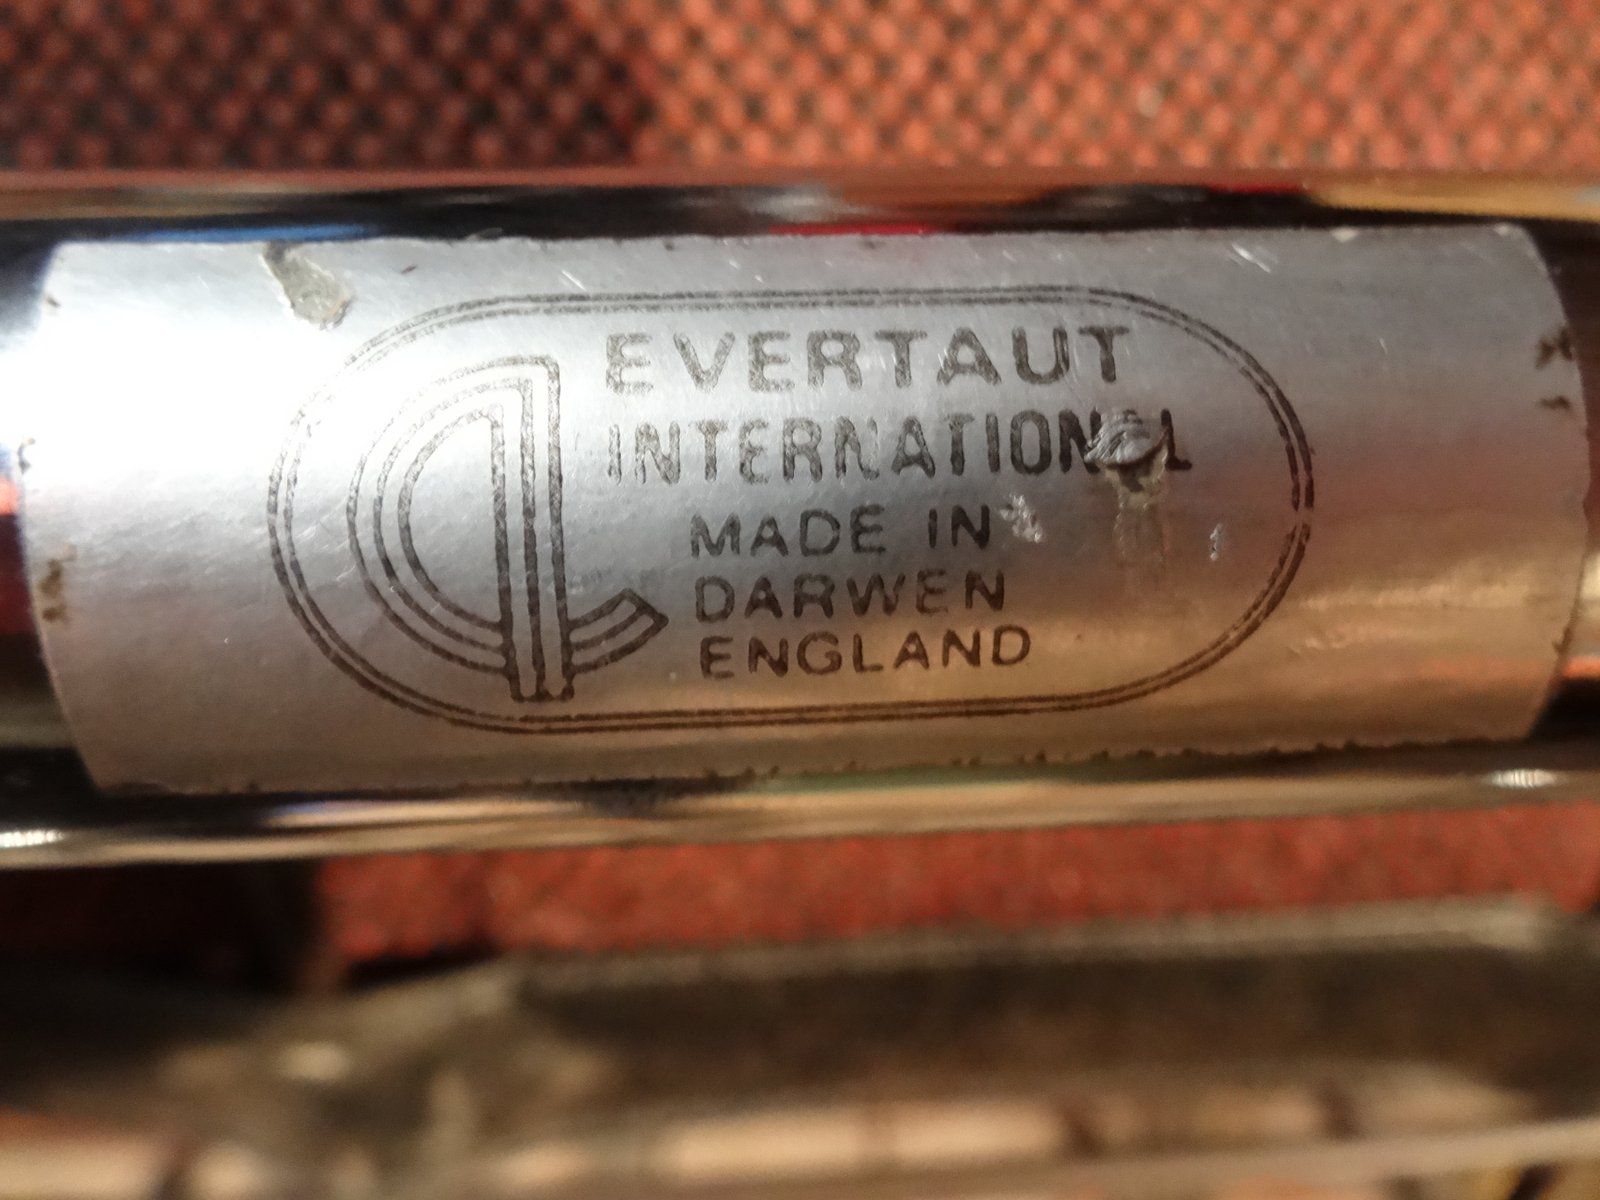 EVERTAUT
INTERNATIONAL
MADE IN
DARWEN
ENGLAND